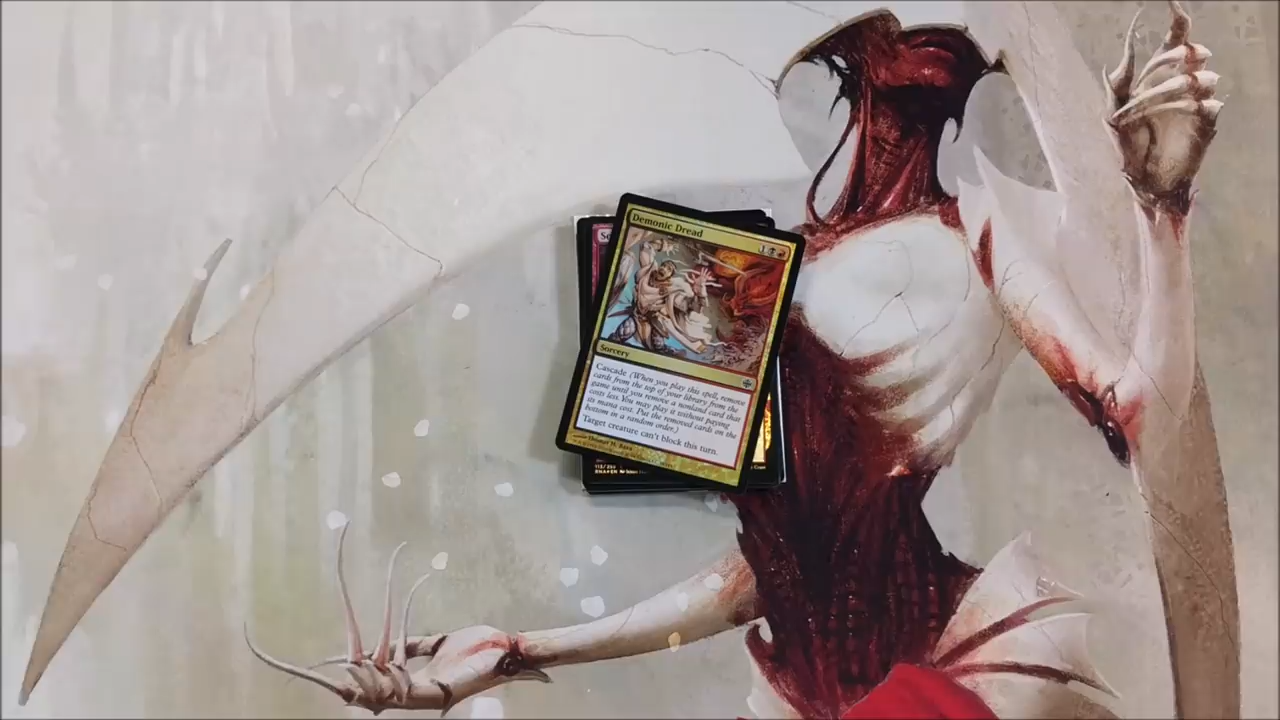 Se
Demonic Dread
1
Sorcery
Cascade (When you play this spell, remove
cards from the top of your library from the
game until you remove a nonland card that
costs less. You may play it without paying
its mana cost. Put the removed cards on the
bottom in a random order.)
Target creature can't block this turn.